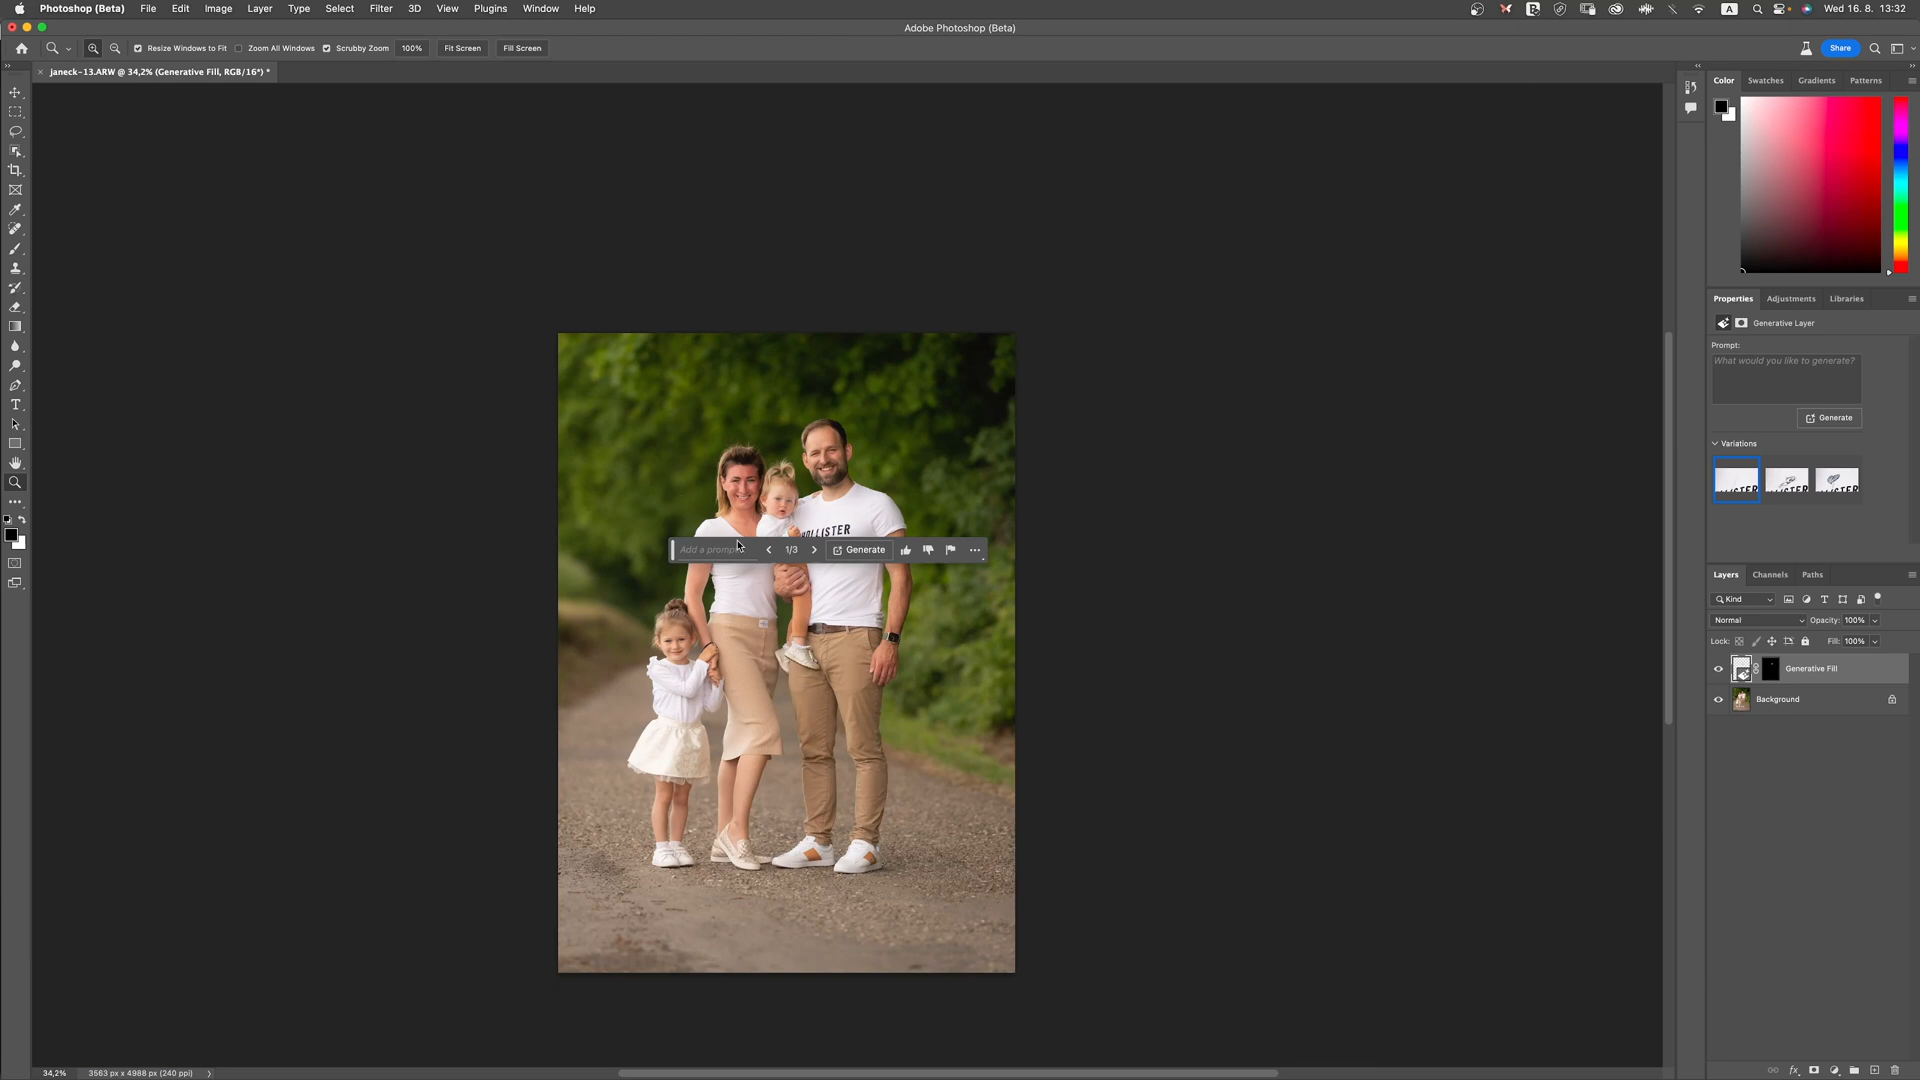 Photoshop (Beta) File Edit Image Layer Type Select Filter 3D View Plugins Window Help
A
Wed 16. 8. 13:32
Adobe Photoshop (Beta)
Resize Windows to Fit
Zoom All Windows
Scrubby Zoom
100%
Fit Screen
Fill Screen
Share
janeck-13.ARW @ 34,2% (Generative Fill, RGB/16*) *
Color Swatches Gradients Patterns
Properties Adjustments Libraries
Generative Layer
Prompt:
What would you like to generate?
Generate
Variations
HOLLISTER
Add a prompt
1/3
Generate
Layers Channels Paths
Kind
Normal
Opacity: 100%
Lock:
Fill: 100%
Generative Fill
Background
34,2%
3563 px x 4988 px (240 ppi)